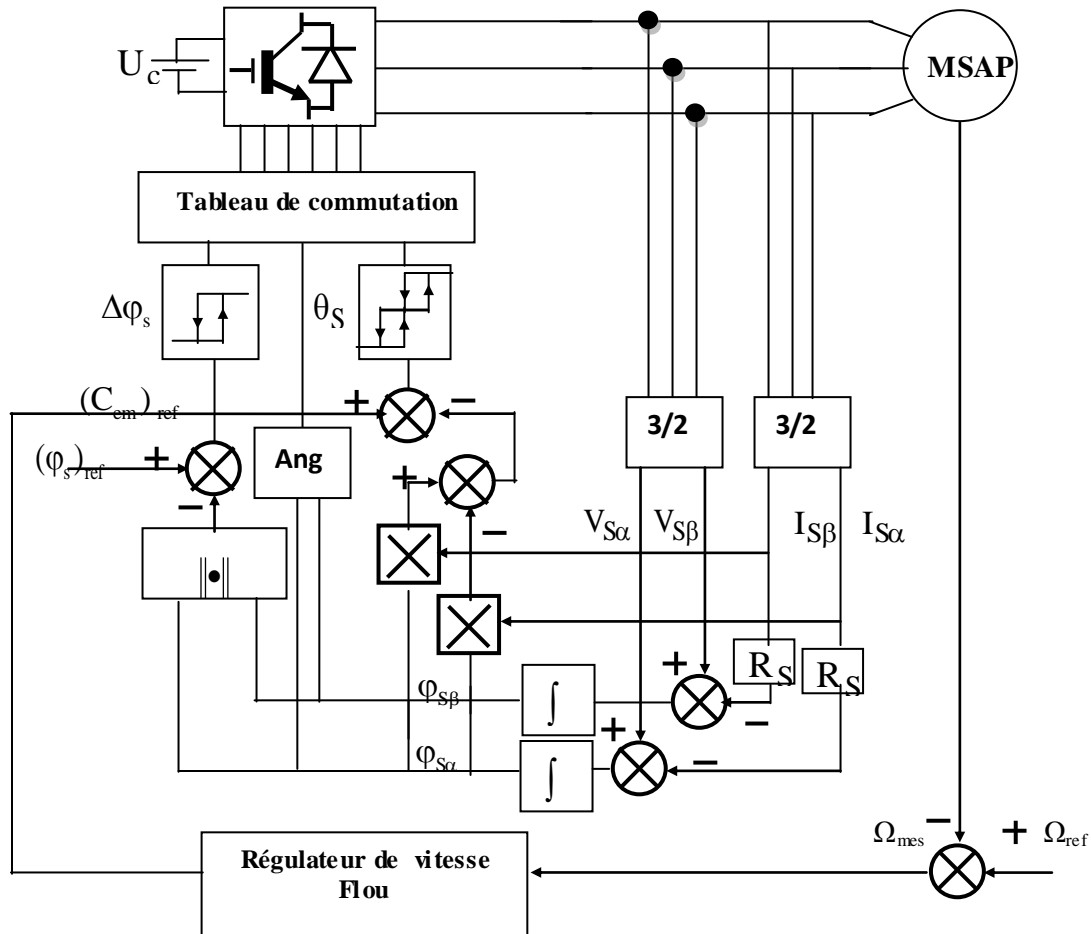 U_c
MSAP
Tableau de commutation
Δφ_s
θ_S
(C_em)_ref
+
−
3/2
3/2
(φ_s)_ref
+
−
Ang
+
−
V_Sα
V_Sβ
I_Sβ
I_Sα
||•||
R_S
R_S
+
−
φ_Sβ
∫
+
−
φ_Sα
∫
Ω_mes
−
+
Ω_ref
Régulateur de vitesse
Flou